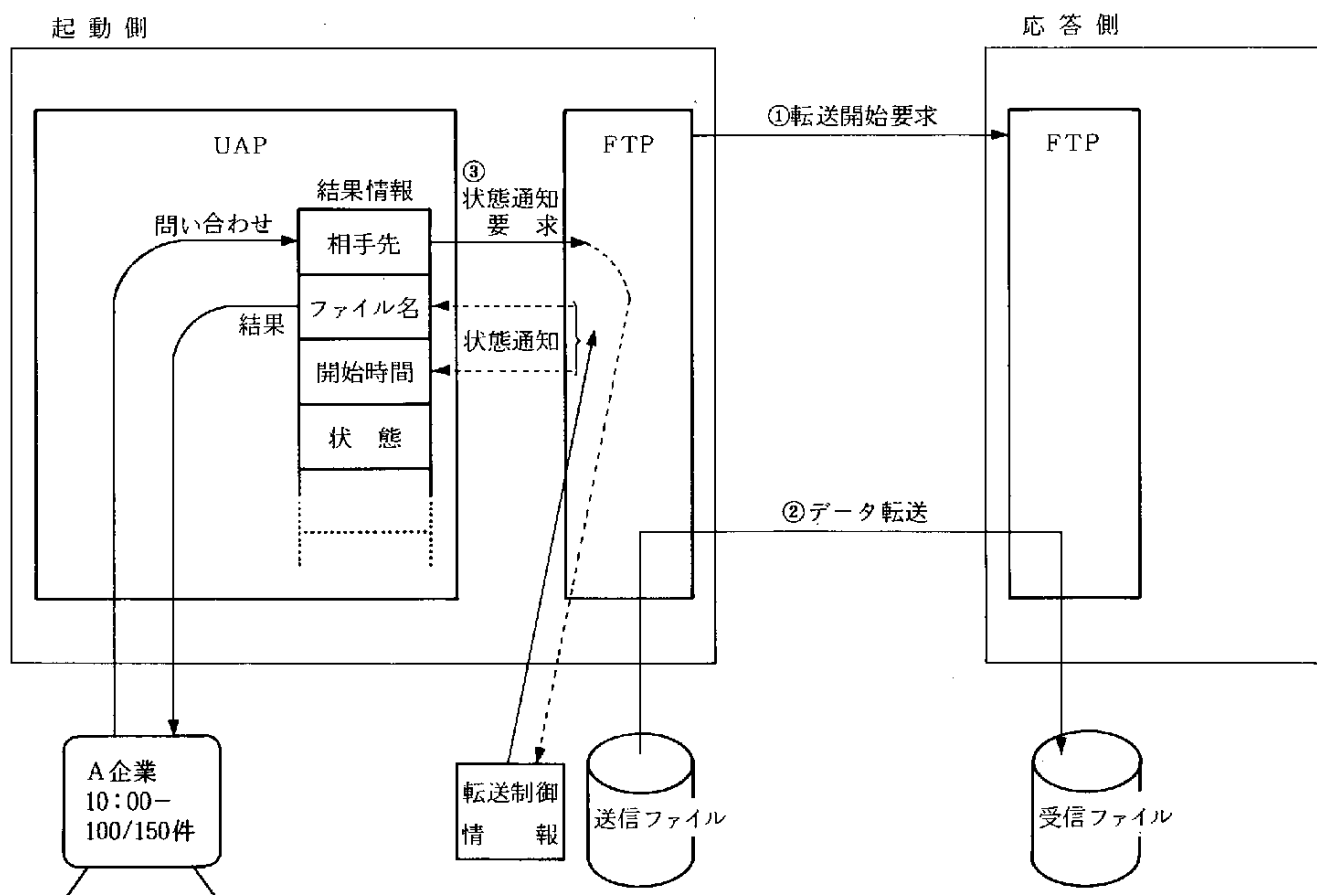 起動側
応答側
UAP
FTP
①転送開始要求
FTP
③
状態通知
要求
結果情報
問い合わせ
相手先
ファイル名
結果
状態通知
開始時間
状態
②データ転送
A企業
10:00−
100/150件
転送制御
情報
送信ファイル
受信ファイル